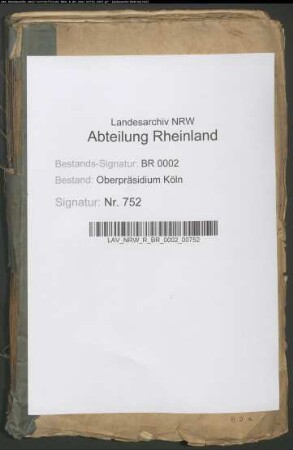 Landesarchiv NRW
Abteilung Rheinland
Bestands-Signatur: BR 0002
Bestand: Oberpräsidium Köln
Signatur: Nr. 752
LAV_NRW_R_BR_0002_00752